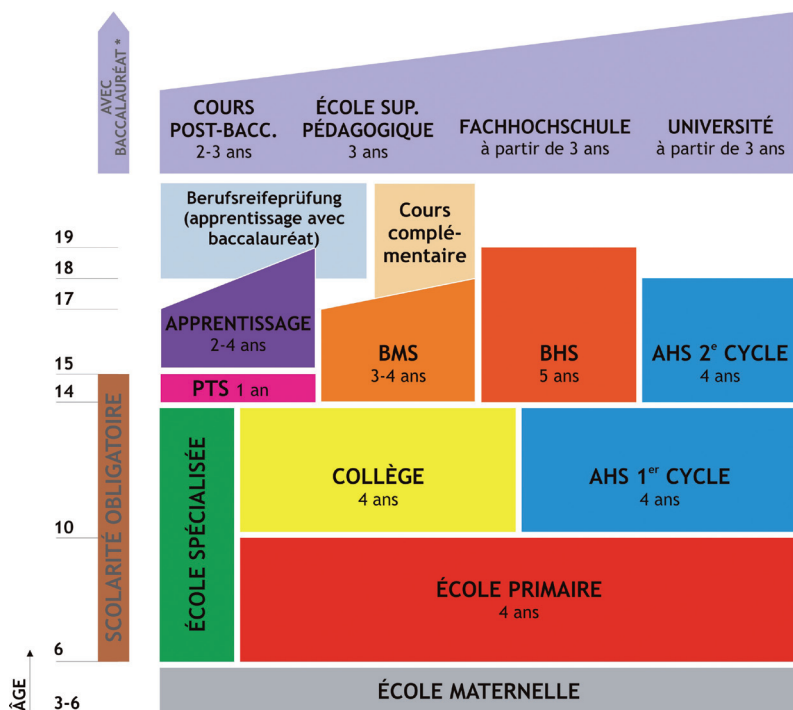 AVEC
BACCALAURÉAT *
COURS
POST-BACC.
2-3 ans
ÉCOLE SUP.
PÉDAGOGIQUE
3 ans
FACHHOCHSCHULE
à partir de 3 ans
UNIVERSITÉ
à partir de 3 ans
Berufsreifeprüfung
(apprentissage avec
baccalauréat)
Cours
complé-
mentaire
19
18
17
15
14
10
6
3-6
ÂGE
SCOLARITÉ OBLIGATOIRE
APPRENTISSAGE
2-4 ans
BMS
3-4 ans
BHS
5 ans
AHS 2e CYCLE
4 ans
PTS 1 an
ÉCOLE SPÉCIALISÉE
COLLÈGE
4 ans
AHS 1er CYCLE
4 ans
ÉCOLE PRIMAIRE
4 ans
ÉCOLE MATERNELLE